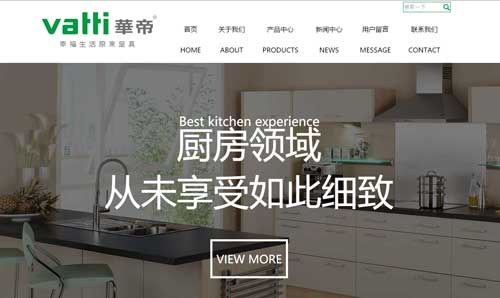 搜索一下
vatti 華帝®
幸福生活原来是真
首页 关于我们 产品中心 新闻中心 用户留言 联系我们
HOME ABOUT PRODUCTS NEWS MESSAGE CONTACT
Best kitchen experience
厨房领域
从未享受如此细致
VIEW MORE